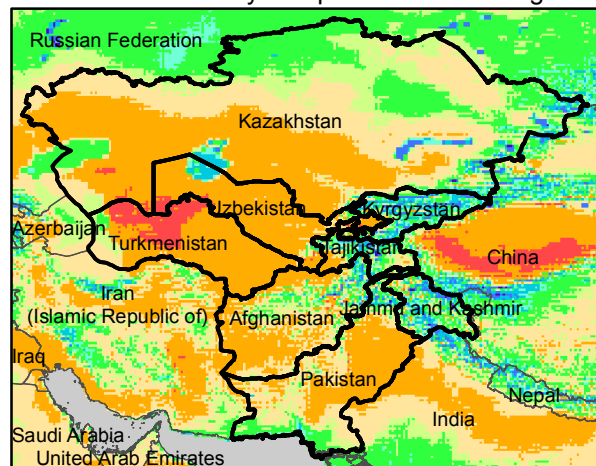 Russian Federation
Kazakhstan
Izbekistan
Kyrgyzstan
Azerbaijan
Turkmenistan
Tajikistan
China
Iran
(Islamic Republic of)
Afghanistan
Jammu and Kashmir
Iraq
Pakistan
Nepal
India
Saudi Arabia
United Arab Emirates